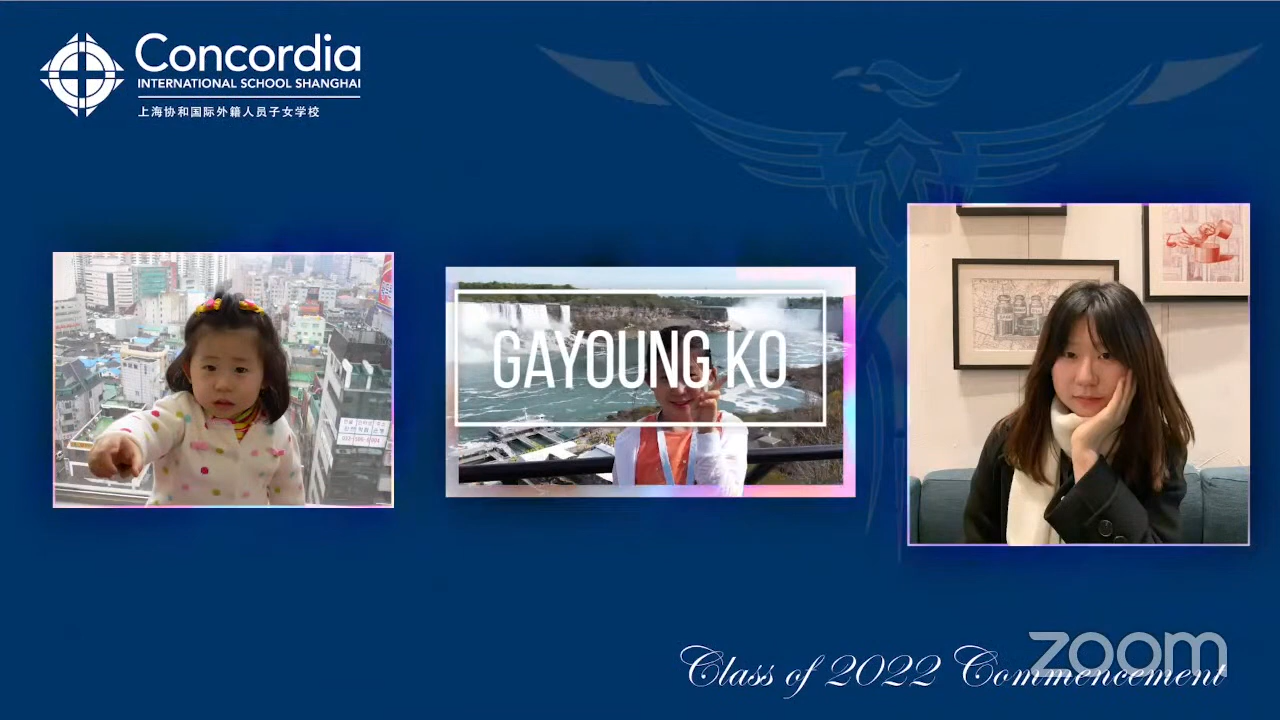 Concordia
INTERNATIONAL SCHOOL SHANGHAI
上海协和国际外籍人员子女学校
GAYOUNG KO
zoom
Class of 2022 Commencement